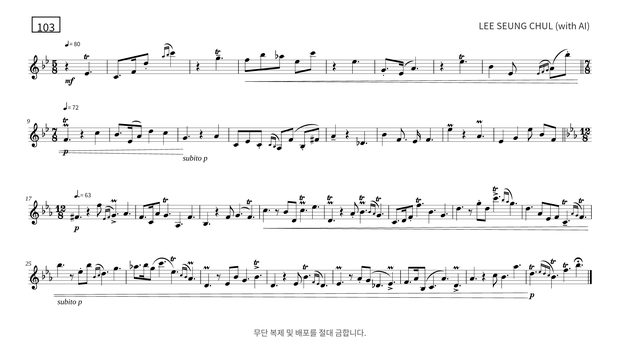 103
LEE SEUNG CHUL (with AI)
♩= 80
mf
♩= 72
9
p
subito p
17
♩.= 63
p
25
subito p
p
무단 복제 및 배포를 절대 금합니다.